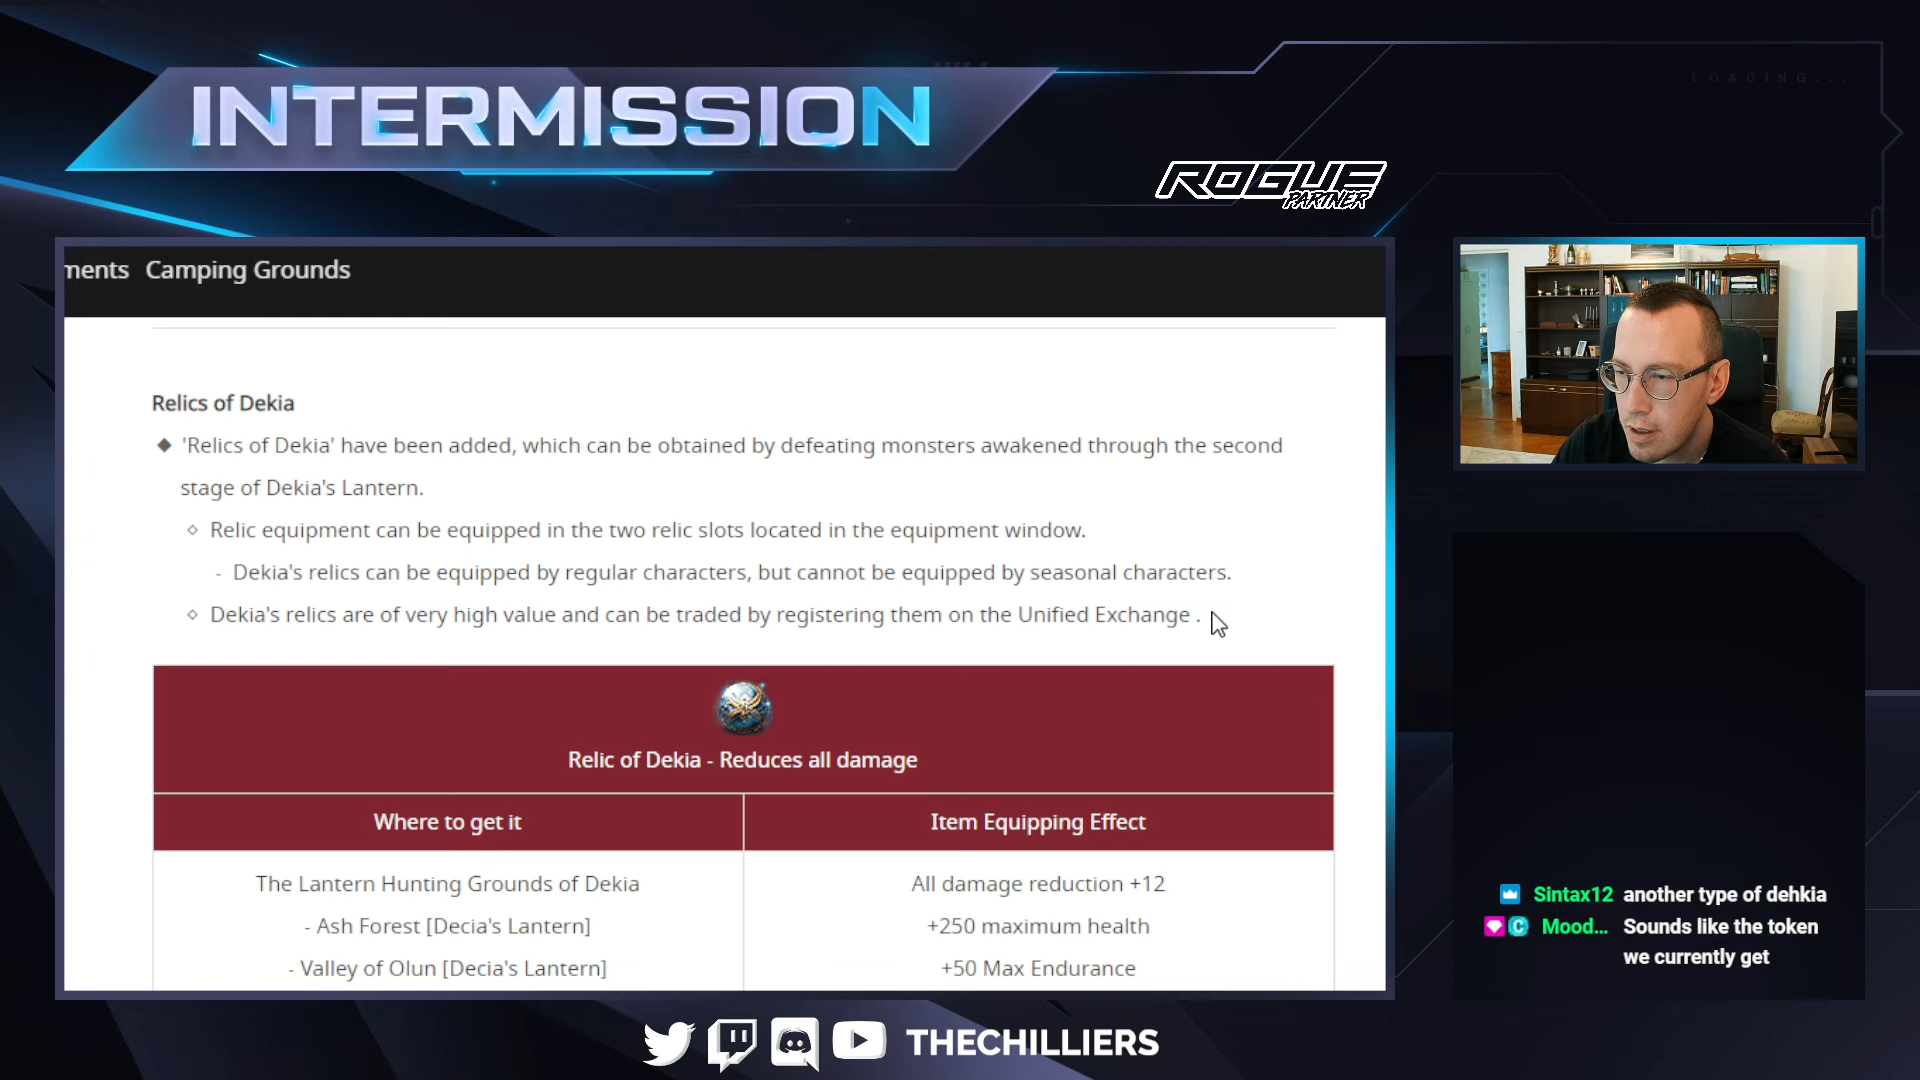 INTERMISSION
LOADING...
ROGUE
PARTNER
ments Camping Grounds
Relics of Dekia
'Relics of Dekia' have been added, which can be obtained by defeating monsters awakened through the second
stage of Dekia's Lantern.
Relic equipment can be equipped in the two relic slots located in the equipment window.
- Dekia's relics can be equipped by regular characters, but cannot be equipped by seasonal characters.
Dekia's relics are of very high value and can be traded by registering them on the Unified Exchange .
Relic of Dekia - Reduces all damage
Where to get it
Item Equipping Effect
The Lantern Hunting Grounds of Dekia
- Ash Forest [Decia's Lantern]
- Valley of Olun [Decia's Lantern]
All damage reduction +12
+250 maximum health
+50 Max Endurance
Sintax12 another type of dehkia
Mood... Sounds like the token
we currently get
THECHILLIERS